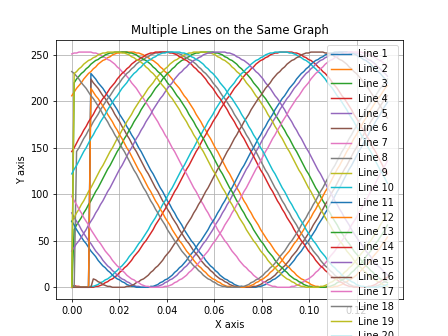 Multiple Lines on the Same Graph
Y axis
250
200
150
100
50
0
0.00
0.02
0.04
0.06
0.08
0.10
X axis
Line 1
Line 2
Line 3
Line 4
Line 5
Line 6
Line 7
Line 8
Line 9
Line 10
Line 11
Line 12
Line 13
Line 14
Line 15
Line 16
Line 17
Line 18
Line 19
Line 20